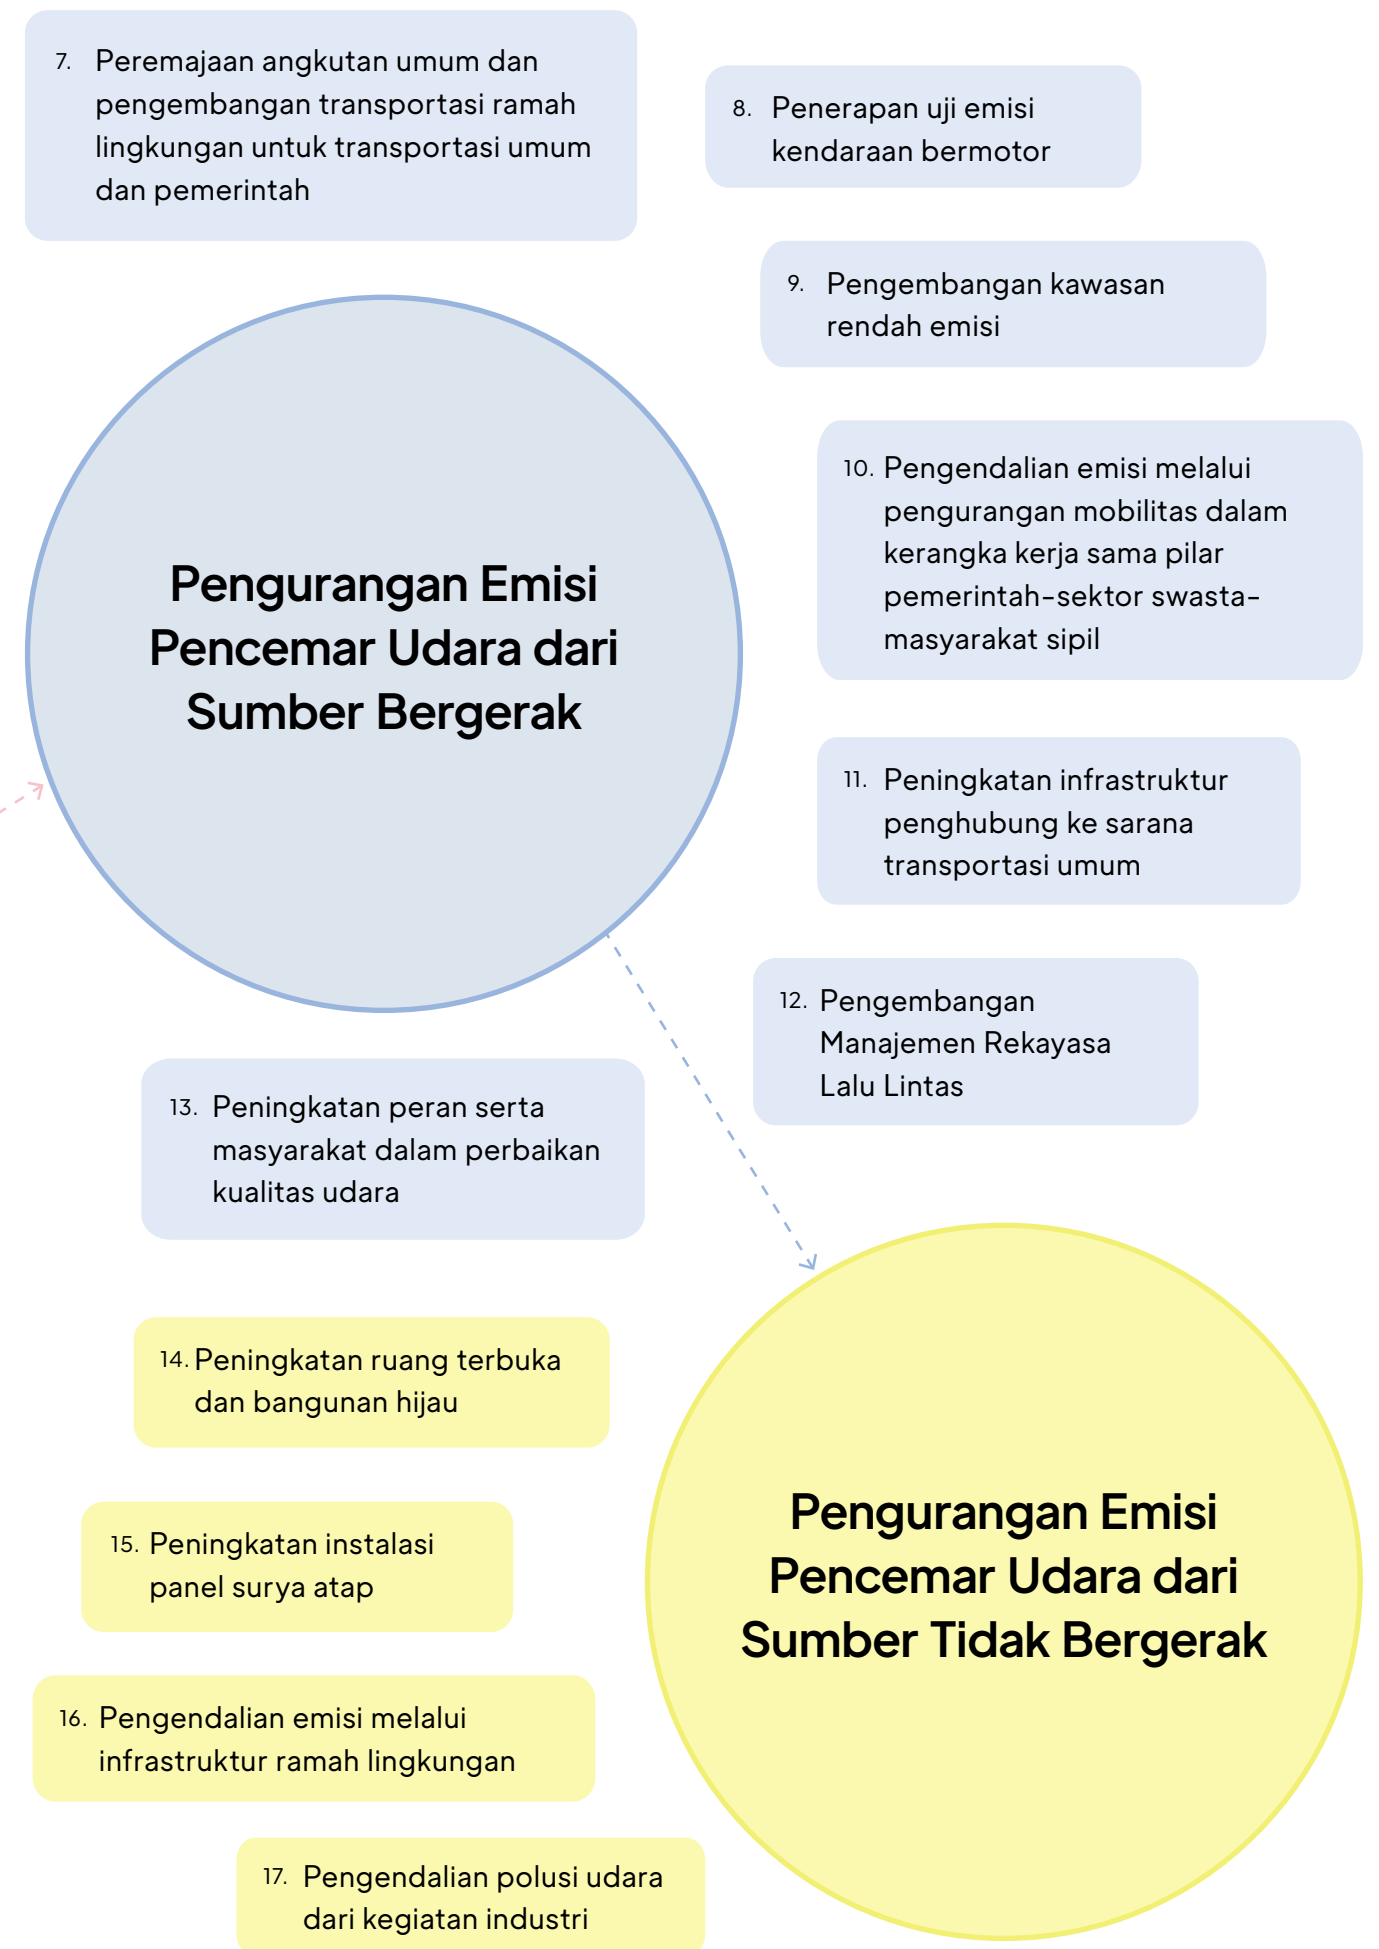 7. Peremajaan angkutan umum dan
pengembangan transportasi ramah
lingkungan untuk transportasi umum
dan pemerintah
8. Penerapan uji emisi
kendaraan bermotor
9. Pengembangan kawasan
rendah emisi
10. Pengendalian emisi melalui
pengurangan mobilitas dalam
kerangka kerja sama pilar
pemerintah-sektor swasta-
masyarakat sipil
Pengurangan Emisi
Pencemar Udara dari
Sumber Bergerak
11. Peningkatan infrastruktur
penghubung ke sarana
transportasi umum
12. Pengembangan
Manajemen Rekayasa
Lalu Lintas
13. Peningkatan peran serta
masyarakat dalam perbaikan
kualitas udara
14. Peningkatan ruang terbuka
dan bangunan hijau
15. Peningkatan instalasi
panel surya atap
Pengurangan Emisi
Pencemar Udara dari
Sumber Tidak Bergerak
16. Pengendalian emisi melalui
infrastruktur ramah lingkungan
17. Pengendalian polusi udara
dari kegiatan industri